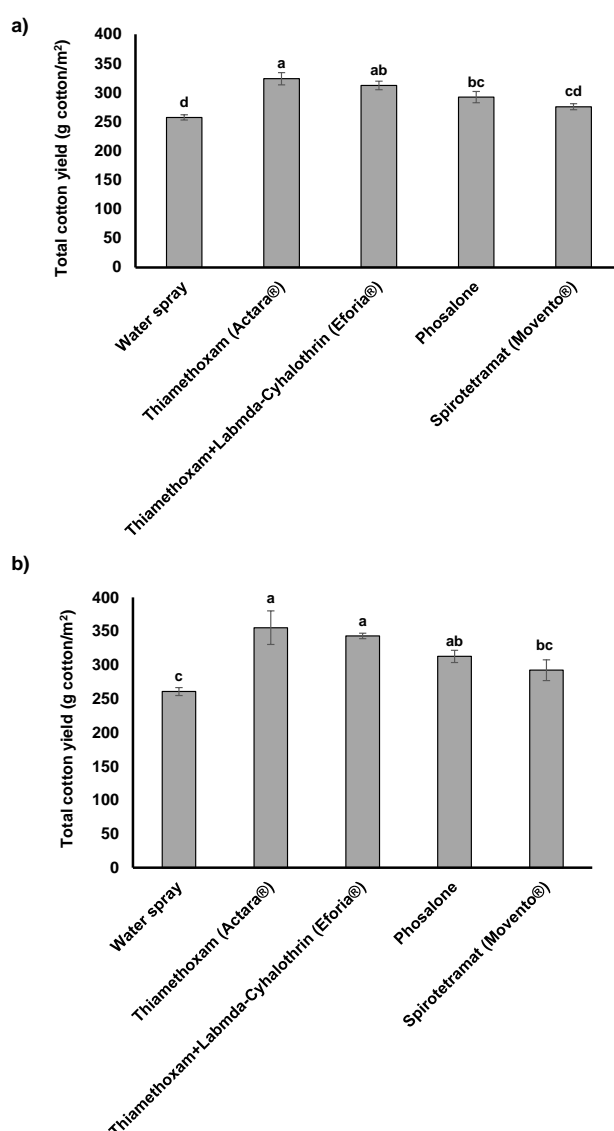 a)
Total cotton yield (g cotton/m²)
400
350
300
250
200
150
100
50
0
d
a
ab
bc
cd
Water spray
Thiamethoxam (Actara®)
Thiamethoxam+Labmda-Cyhalothrin (Eforia®)
Phosalone
Spirotetramat (Movento®)
b)
Total cotton yield (g cotton/m²)
400
350
300
250
200
150
100
50
0
c
a
a
ab
bc
Water spray
Thiamethoxam (Actara®)
Thiamethoxam+Labmda-Cyhalothrin (Eforia®)
Phosalone
Spirotetramat (Movento®)